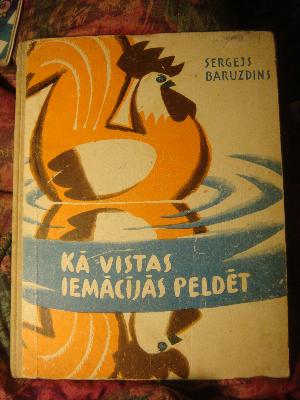 SERGEJS
BARUZDINS
KĀ VISTAS
IEMĀCĪJĀS PELDĒT